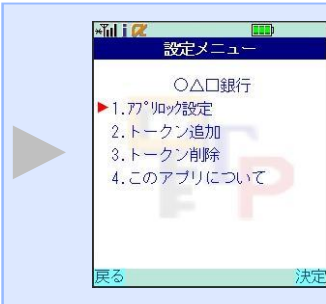 設定メニュー
○△□銀行
1.ｱﾌﾟﾘﾛｯｸ設定
2.トークン追加
3.トークン削除
4.このアプリについて
戻る 決定